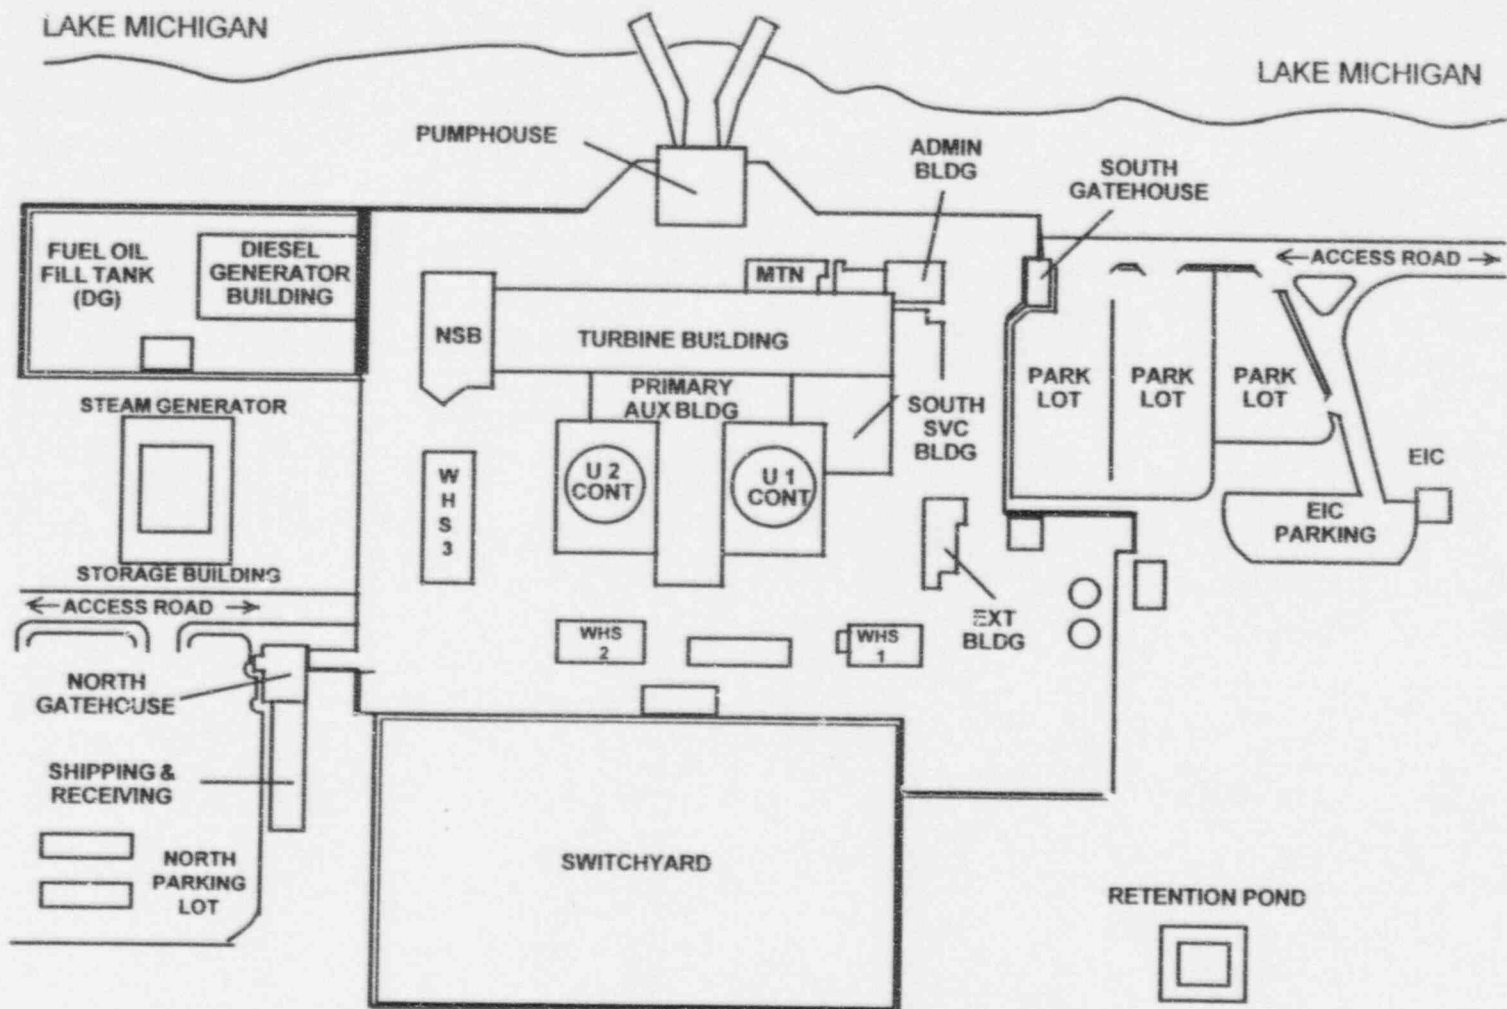 LAKE MICHIGAN
LAKE MICHIGAN
PUMPHOUSE
ADMIN
BLDG
SOUTH
GATEHOUSE
FUEL OIL
FILL TANK
(DG)
DIESEL
GENERATOR
BUILDING
MTN
←ACCESS ROAD→
NSB
TURBINE BUILDING
PRIMARY
AUX BLDG
SOUTH
SVC
BLDG
PARK
LOT
PARK
LOT
PARK
LOT
STEAM GENERATOR
STORAGE BUILDING
W
H
S
3
U 2
CONT
U 1
CONT
EIC
EIC
PARKING
← ACCESS ROAD →
WHS
2
WHS
1
EXT
BLDG
NORTH
GATEHOUSE
SHIPPING &
RECEIVING
NORTH
PARKING
LOT
SWITCHYARD
RETENTION POND